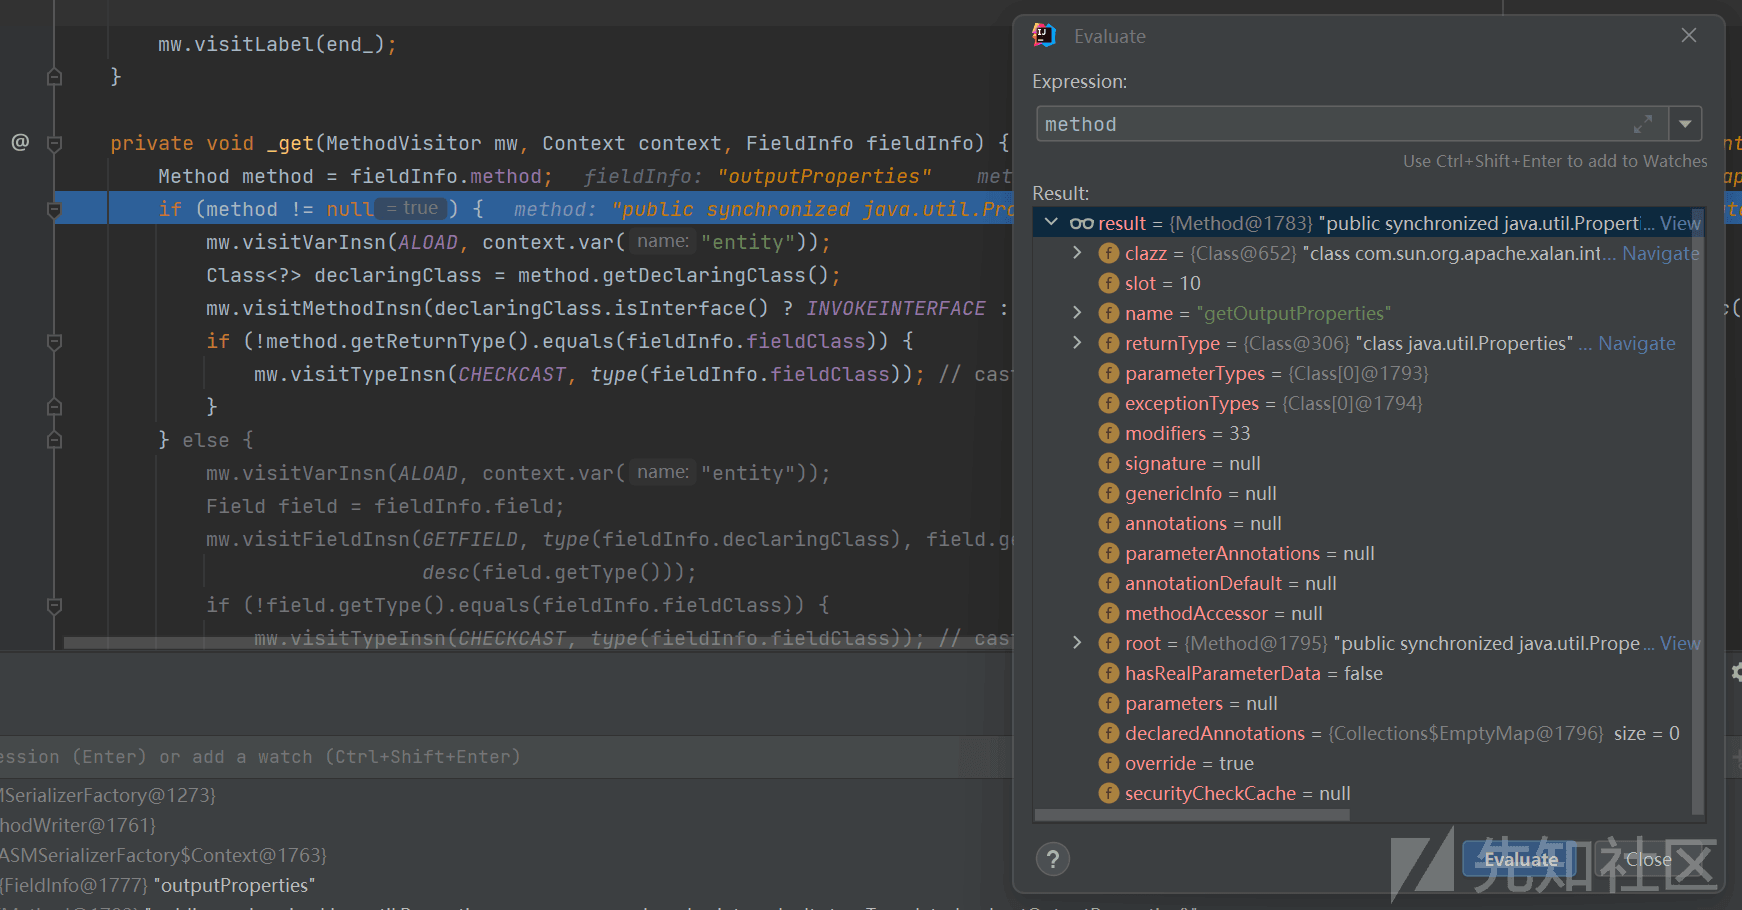 mw.visitLabel(end_);
}
@
private void _get(MethodVisitor mw, Context context, FieldInfo fieldInfo) {
Method method = fieldInfo.method; fieldInfo: "outputProperties" met
if (method != null = true ) { method: "public synchronized java.util.Pro
mw.visitVarInsn(ALOAD, context.var( name: "entity"));
Class<?> declaringClass = method.getDeclaringClass();
mw.visitMethodInsn(declaringClass.isInterface() ? INVOKEINTERFACE :
if (!method.getReturnType().equals(fieldInfo.fieldClass)) {
mw.visitTypeInsn(CHECKCAST, type(fieldInfo.fieldClass)); // cast
}
} else {
mw.visitVarInsn(ALOAD, context.var( name: "entity"));
Field field = fieldInfo.field;
mw.visitFieldInsn(GETFIELD, type(fieldInfo.declaringClass), field.ge
desc(field.getType()));
if (!field.getType().equals(fieldInfo.fieldClass)) {
mw.visitTypeInsn(CHECKCAST, type(fieldInfo.fieldClass)); // cast
ession (Enter) or add a watch (Ctrl+Shift+Enter)
MSerializerFactory@1273}
hodWriter@1761}
ASMSerializerFactory$Context@1763}
{FieldInfo@1777} "outputProperties"
Evaluate
Expression:
method
Use Ctrl+Shift+Enter to add to Watches
Result:
result = {Method@1783} "public synchronized java.util.Properti... View
clazz = {Class@652} "class com.sun.org.apache.xalan.int... Navigate
slot = 10
name = "getOutputProperties"
returnType = {Class@306} "class java.util.Properties" ... Navigate
parameterTypes = {Class[0]@1793}
exceptionTypes = {Class[0]@1794}
modifiers = 33
signature = null
genericInfo = null
annotations = null
parameterAnnotations = null
annotationDefault = null
methodAccessor = null
root = {Method@1795} "public synchronized java.util.Prope... View
hasRealParameterData = false
parameters = null
declaredAnnotations = {Collections$EmptyMap@1796} size = 0
override = true
securityCheckCache = null
? Evaluate Close
先知社区